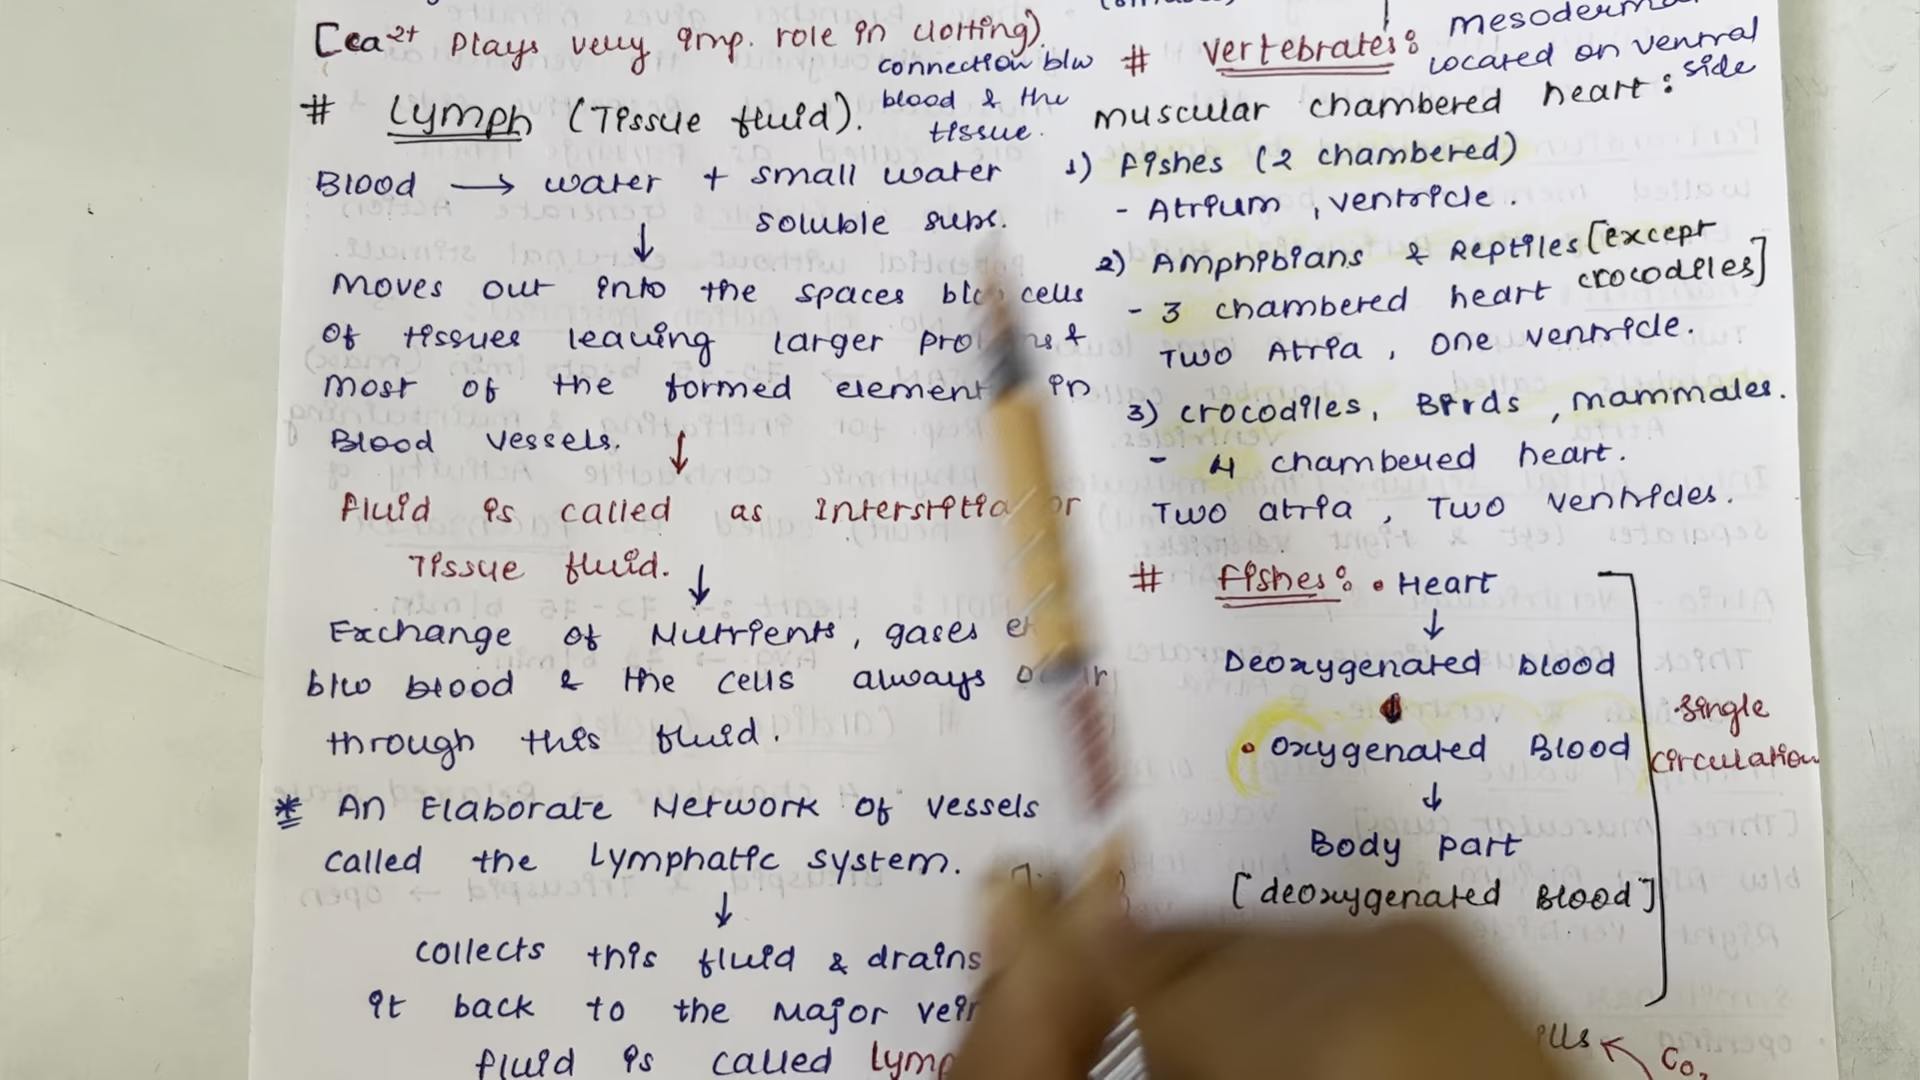 [Ca2+ plays very imp. role in clotting).
# Lymph (Tissue fluid).
connection b/w
blood & the
tissue.
Blood → water + small water
soluble subs.
↓
Moves out into the spaces b/w cells
of tissues leaving larger proteins &
most of the formed element in
Blood vessels. ↓
fluid is called as Interstitial or
Tissue fluid. ↓
Exchange of Nutrients, gases
b/w blood & the cells always occur
through this fluid.
* An Elaborate Network of vessels
called the Lymphatic system.
↓
collects this fluid & drains
it back to the Major vein
fluid is called
# Vertebrates:
located on ventral
side
muscular chambered heart:
1) Fishes (2 chambered)
- Atrium, ventricle.
2) Amphibians & Reptiles [except
crocodiles]
- 3 chambered heart
Two Atria, one ventricle.
3) crocodiles, Birds, mammales.
- 4 chambered heart.
Two atria, Two ventricles.
# Fishes: • Heart
↓
Deoxygenated blood
↓
• Oxygenated Blood
↓
Body part
[deoxygenated Blood]
single
circulation